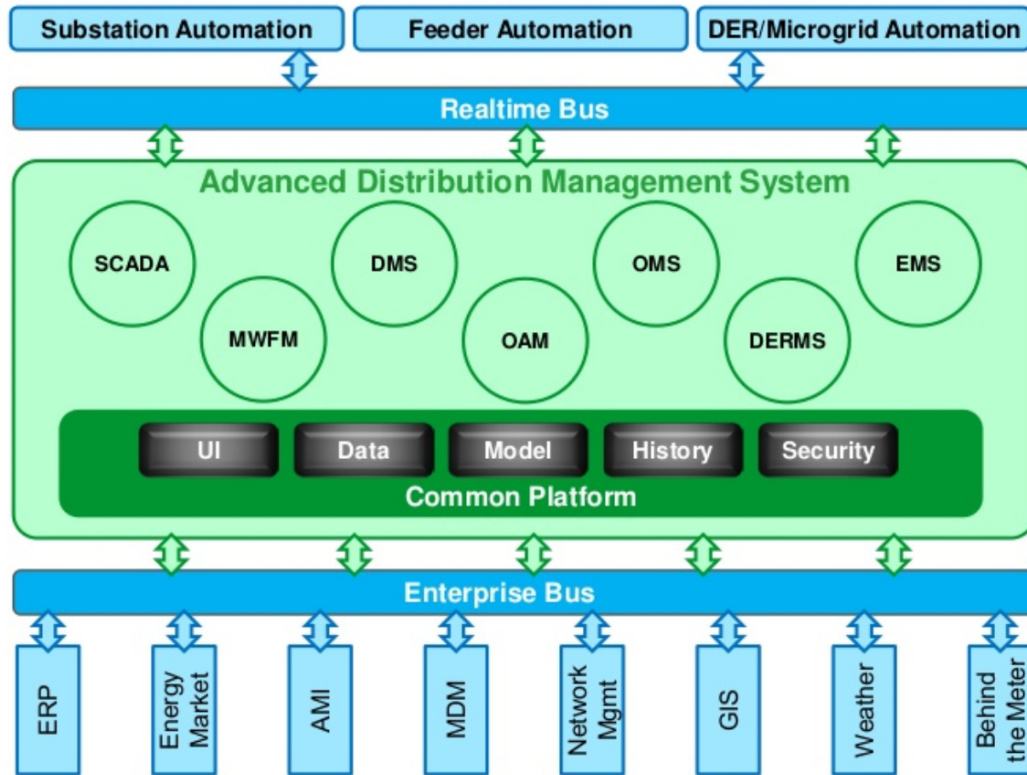 Substation Automation
Feeder Automation
DER/Microgrid Automation
Realtime Bus
Advanced Distribution Management System
SCADA
DMS
OMS
EMS
MWFM
OAM
DERMS
UI
Data
Model
History
Security
Common Platform
Enterprise Bus
ERP
Energy
Market
AMI
MDM
Network
Mgmt
GIS
Weather
Behind
the Meter